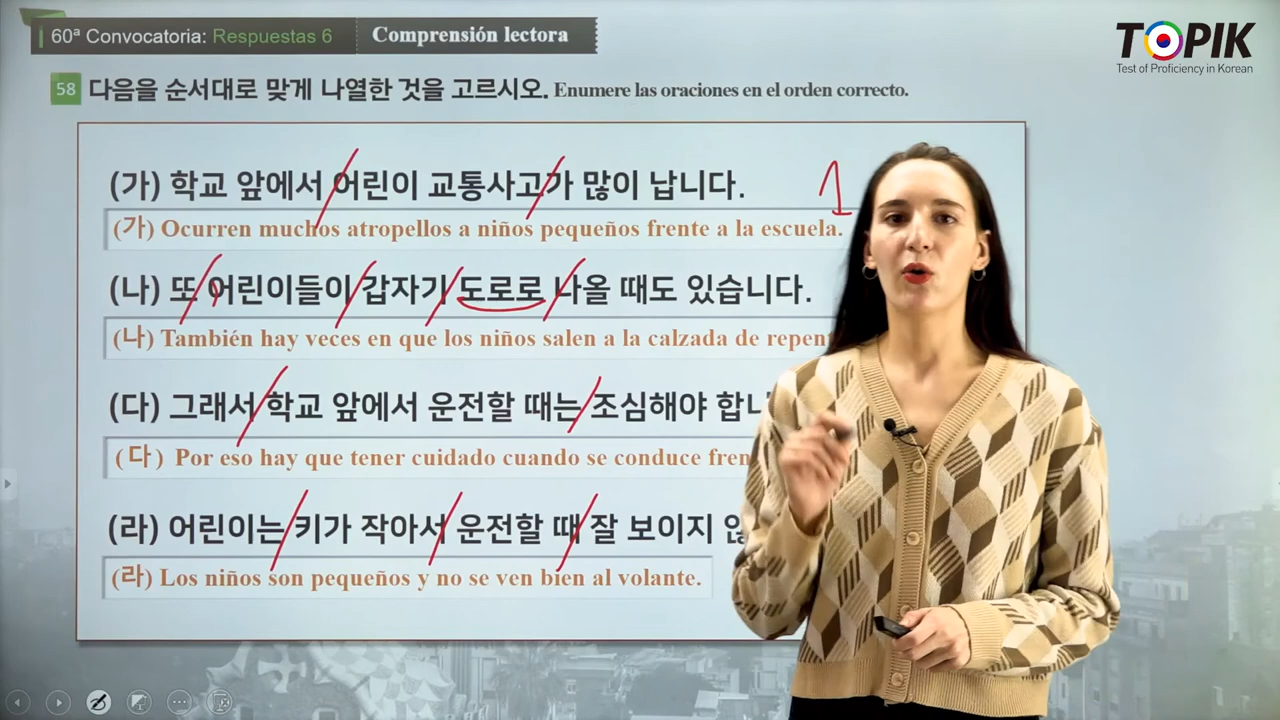 60ª Convocatoria: Respuestas 6 Comprensión lectora
TOPIK
Test of Proficiency in Korean
58 다음을 순서대로 맞게 나열한 것을 고르시오. Enumere las oraciones en el orden correcto.
(가) 학교 앞에서 어린이 교통사고가 많이 납니다.
1
(가) Ocurren muchos atropellos a niños pequeños frente a la escuela.
(나) 또 어린이들이 갑자기 도로로 나올 때도 있습니다.
(나) También hay veces en que los niños salen a la calzada de
(다) 그래서 학교 앞에서 운전할 때는 조심해야
(다) Por eso hay que tener cuidado cuando se conduce
(라) 어린이는 키가 작아서 운전할 때 잘 보이지
(라) Los niños son pequeños y no se ven bien al volante.